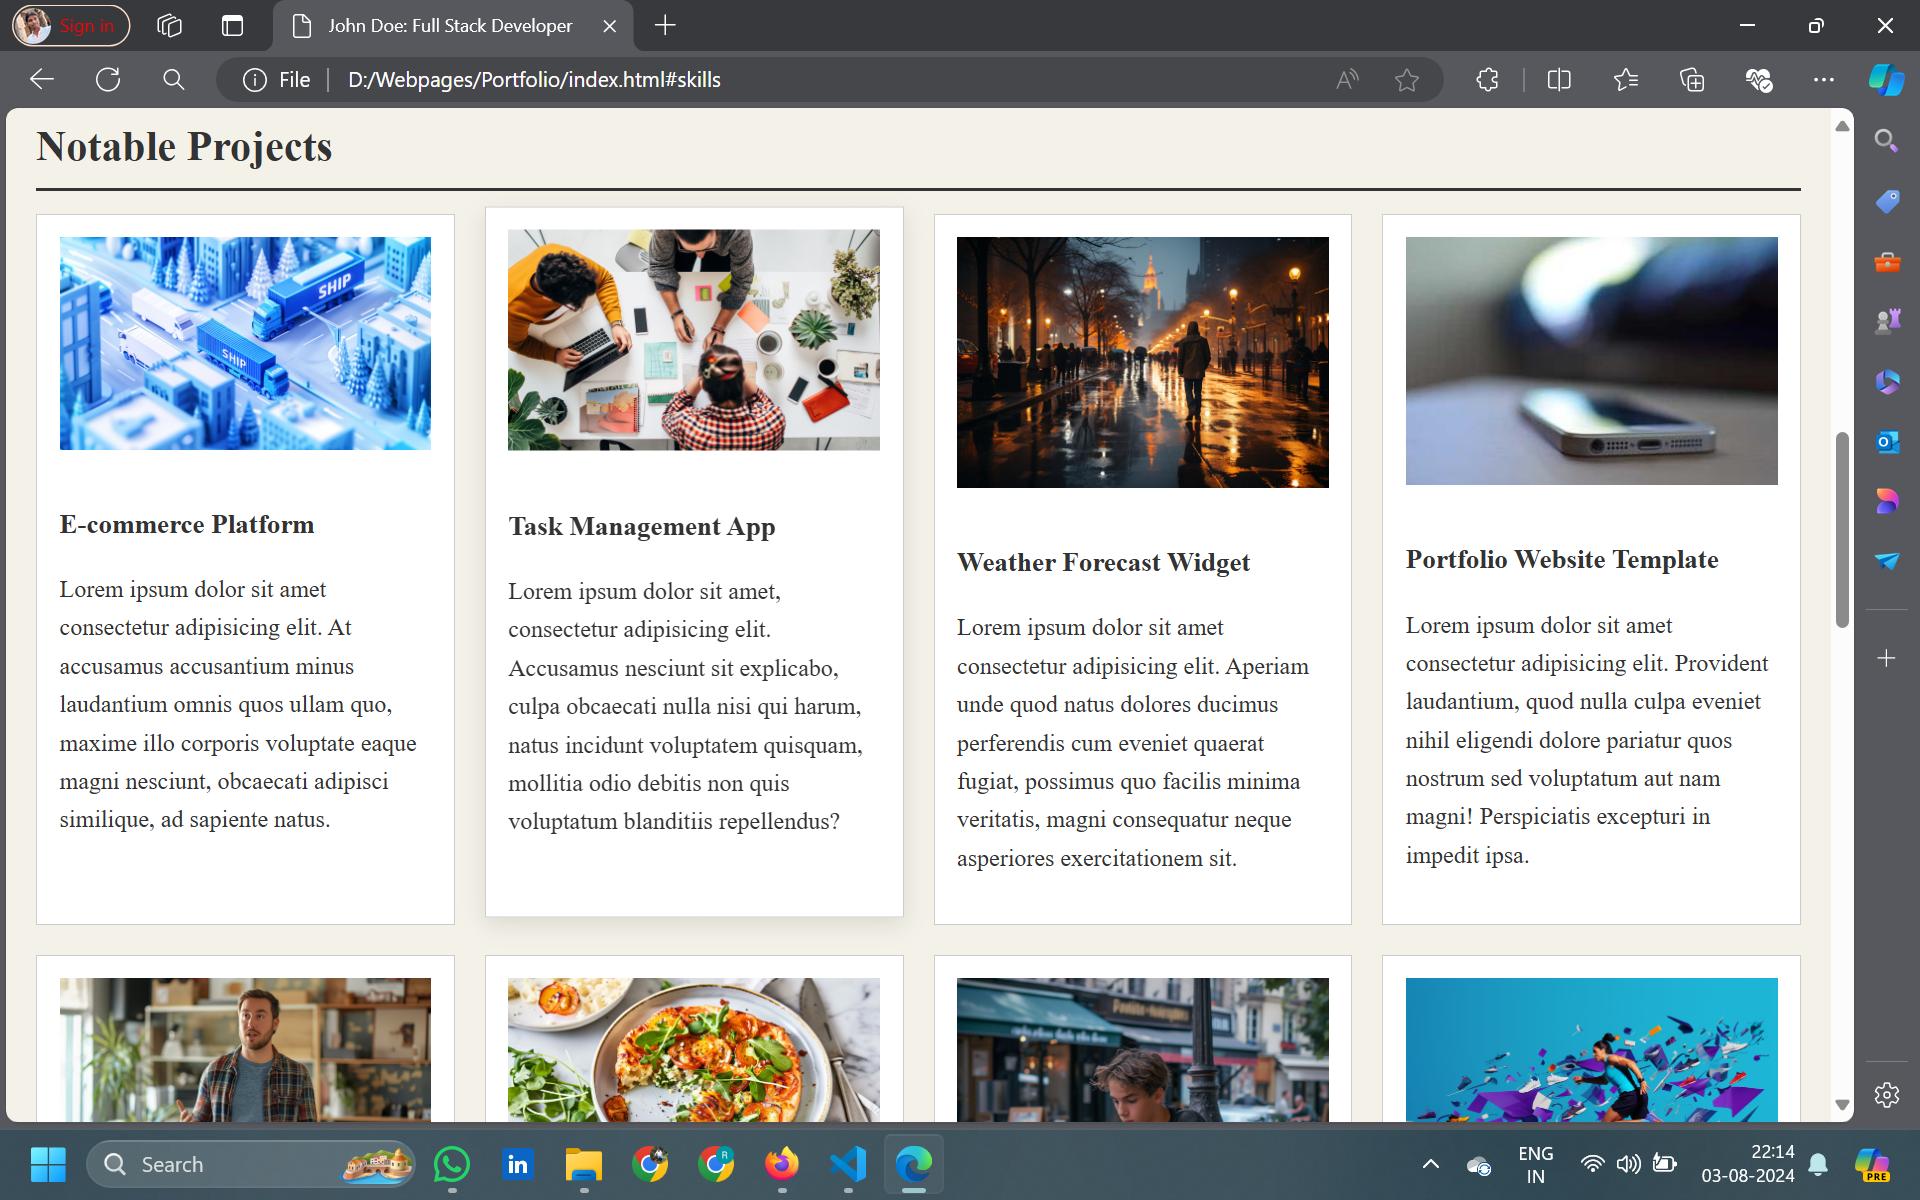 Sign in
John Doe: Full Stack Developer
File
D:/Webpages/Portfolio/index.html#skills
Notable Projects
SHIP
SHIP
E-commerce Platform
Lorem ipsum dolor sit amet
consectetur adipisicing elit. At
accusamus accusantium minus
laudantium omnis quos ullam quo,
maxime illo corporis voluptate eaque
magni nesciunt, obcaecati adipisci
similique, ad sapiente natus.
Task Management App
Lorem ipsum dolor sit amet,
consectetur adipisicing elit.
Accusamus nesciunt sit explicabo,
culpa obcaecati nulla nisi qui harum,
natus incidunt voluptatem quisquam,
mollitia odio debitis non quis
voluptatum blanditiis repellendus?
Weather Forecast Widget
Lorem ipsum dolor sit amet
consectetur adipisicing elit. Aperiam
unde quod natus dolores ducimus
perferendis cum eveniet quaerat
fugiat, possimus quo facilis minima
veritatis, magni consequatur neque
asperiores exercitationem sit.
Portfolio Website Template
Lorem ipsum dolor sit amet
consectetur adipisicing elit. Provident
laudantium, quod nulla culpa eveniet
nihil eligendi dolore pariatur quos
nostrum sed voluptatum aut nam
magni! Perspiciatis excepturi in
impedit ipsa.
Search
ENG
IN
22:14
03-08-2024
PRE